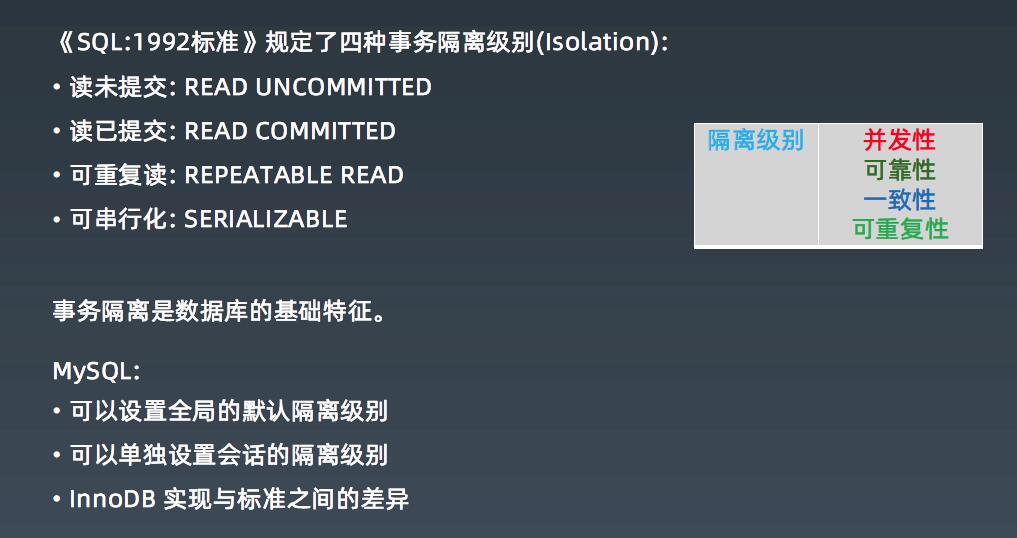 《SQL:1992标准》规定了四种事务隔离级别(Isolation):
• 读未提交: READ UNCOMMITTED
• 读已提交: READ COMMITTED
• 可重复读: REPEATABLE READ
• 可串行化: SERIALIZABLE
隔离级别
并发性
可靠性
一致性
可重复性
事务隔离是数据库的基础特征。
MySQL:
• 可以设置全局的默认隔离级别
• 可以单独设置会话的隔离级别
• InnoDB 实现与标准之间的差异